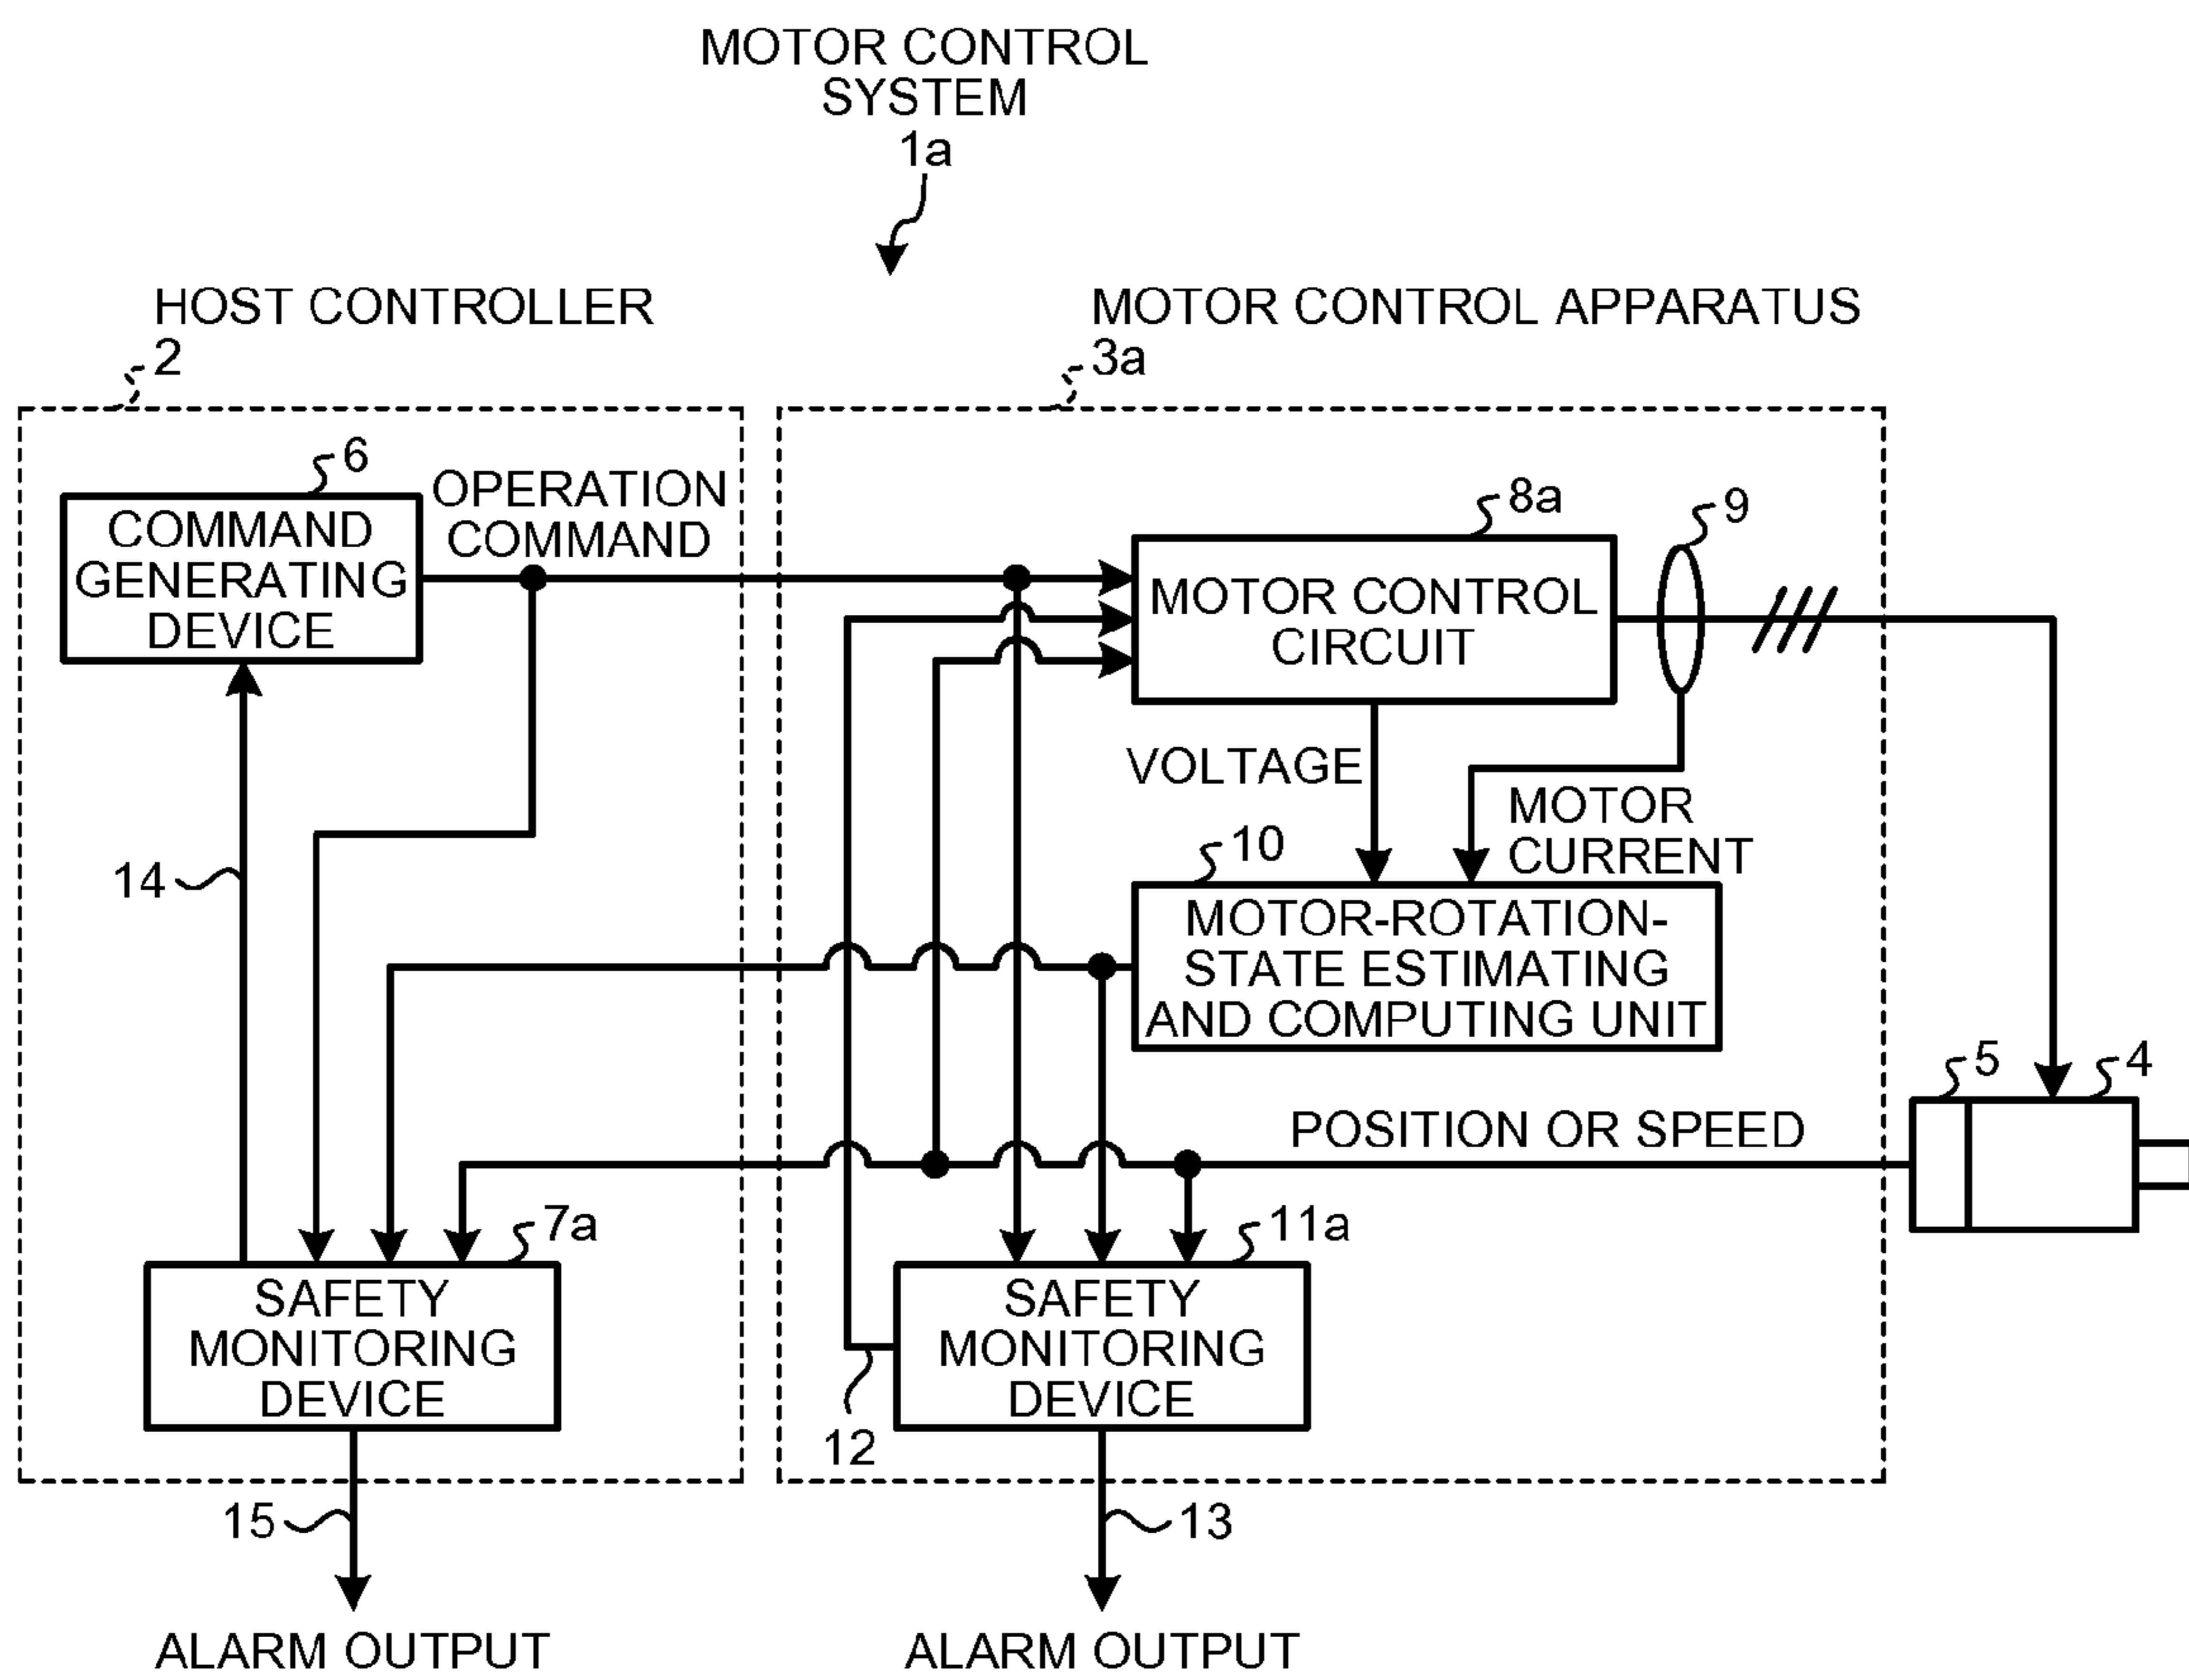 MOTOR CONTROL
SYSTEM
1a
HOST CONTROLLER
2
MOTOR CONTROL APPARATUS
3a
6
COMMAND
GENERATING
DEVICE
OPERATION
COMMAND
8a
MOTOR CONTROL
CIRCUIT
9
VOLTAGE
MOTOR
CURRENT
14
10
MOTOR-ROTATION-
STATE ESTIMATING
AND COMPUTING UNIT
5
4
POSITION OR SPEED
7a
SAFETY
MONITORING
DEVICE
11a
SAFETY
MONITORING
DEVICE
12
15
13
ALARM OUTPUT
ALARM OUTPUT